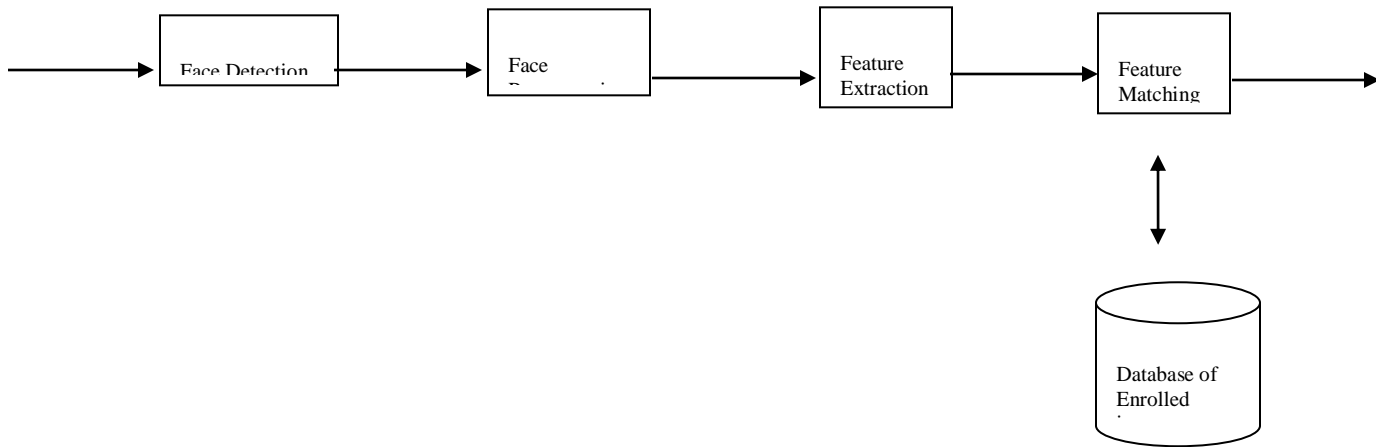 Face Detection
Face
Feature
Extraction
Feature
Matching
Database of
Enrolled